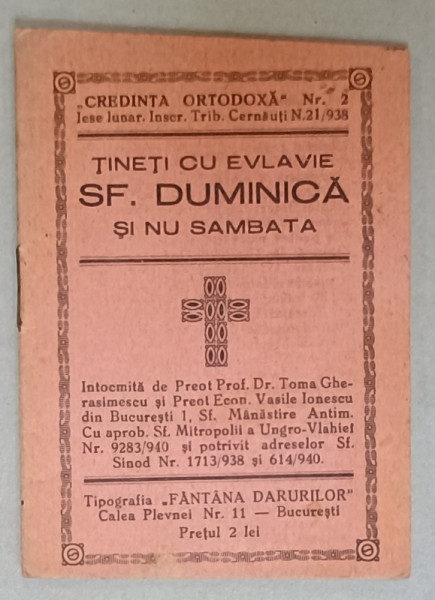 „CREDINTA ORTODOXĂ“ Nr. 2
Iese lunar. Inscr. Trib. Cernăuți N.21/938
ȚINEȚI CU EVLAVIE
SF. DUMINICĂ
ȘI NU SAMBATA
Intocmită de Preot Prof. Dr. Toma Ghe-
rasimescu și Preot Econ. Vasile Ionescu
din București 1, Sf. Mănăstire Antim.
Cu aprob. Sf. Mitropolii a Ungro-Vlahiei
Nr. 9283/940 și potrivit adreselor Sf.
Sinod Nr. 1713/938 și 614/940.
Tipografia „FÂNTÂNA DARURILOR”
Calea Plevnei Nr. 11 — București
Prețul 2 lei